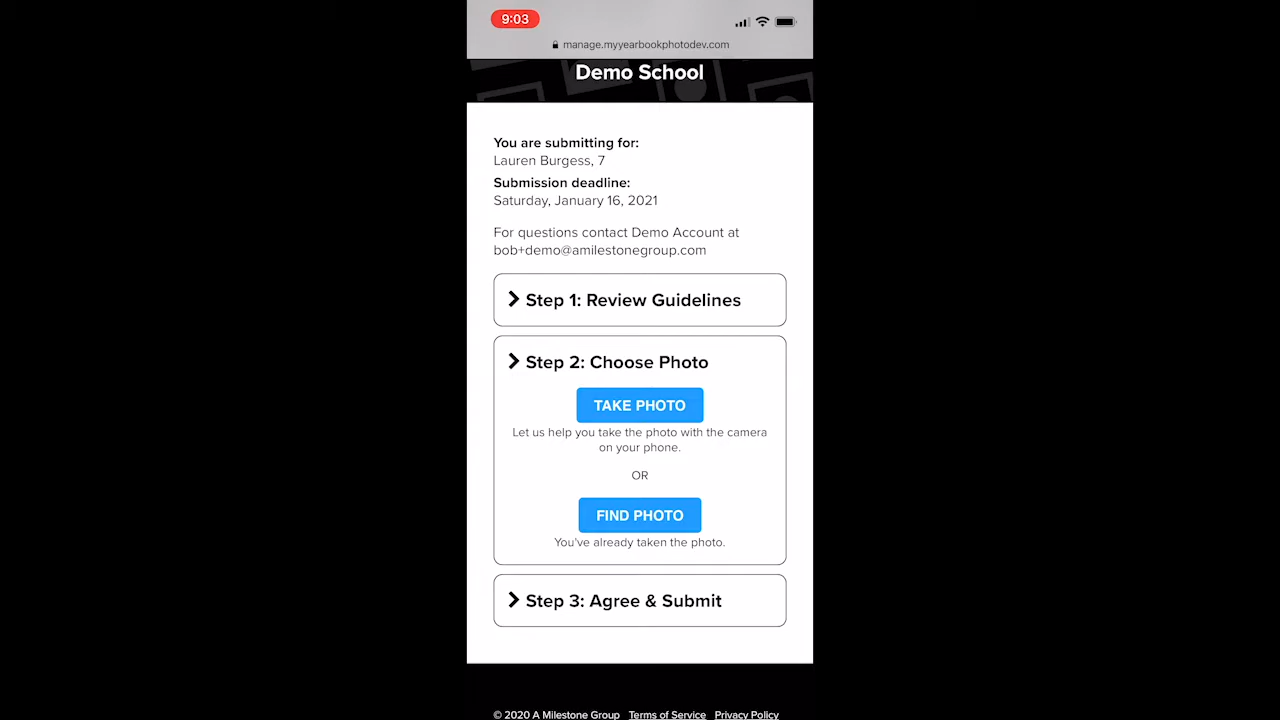 9:03
manage.myyearbookphotodev.com
Demo School
You are submitting for:
Lauren Burgess, 7
Submission deadline:
Saturday, January 16, 2021
For questions contact Demo Account at
bob+demo@amilestonegroup.com
Step 1: Review Guidelines
Step 2: Choose Photo
TAKE PHOTO
Let us help you take the photo with the camera
on your phone.
OR
FIND PHOTO
You've already taken the photo.
Step 3: Agree & Submit
© 2020 A Milestone Group Terms of Service Privacy Policy